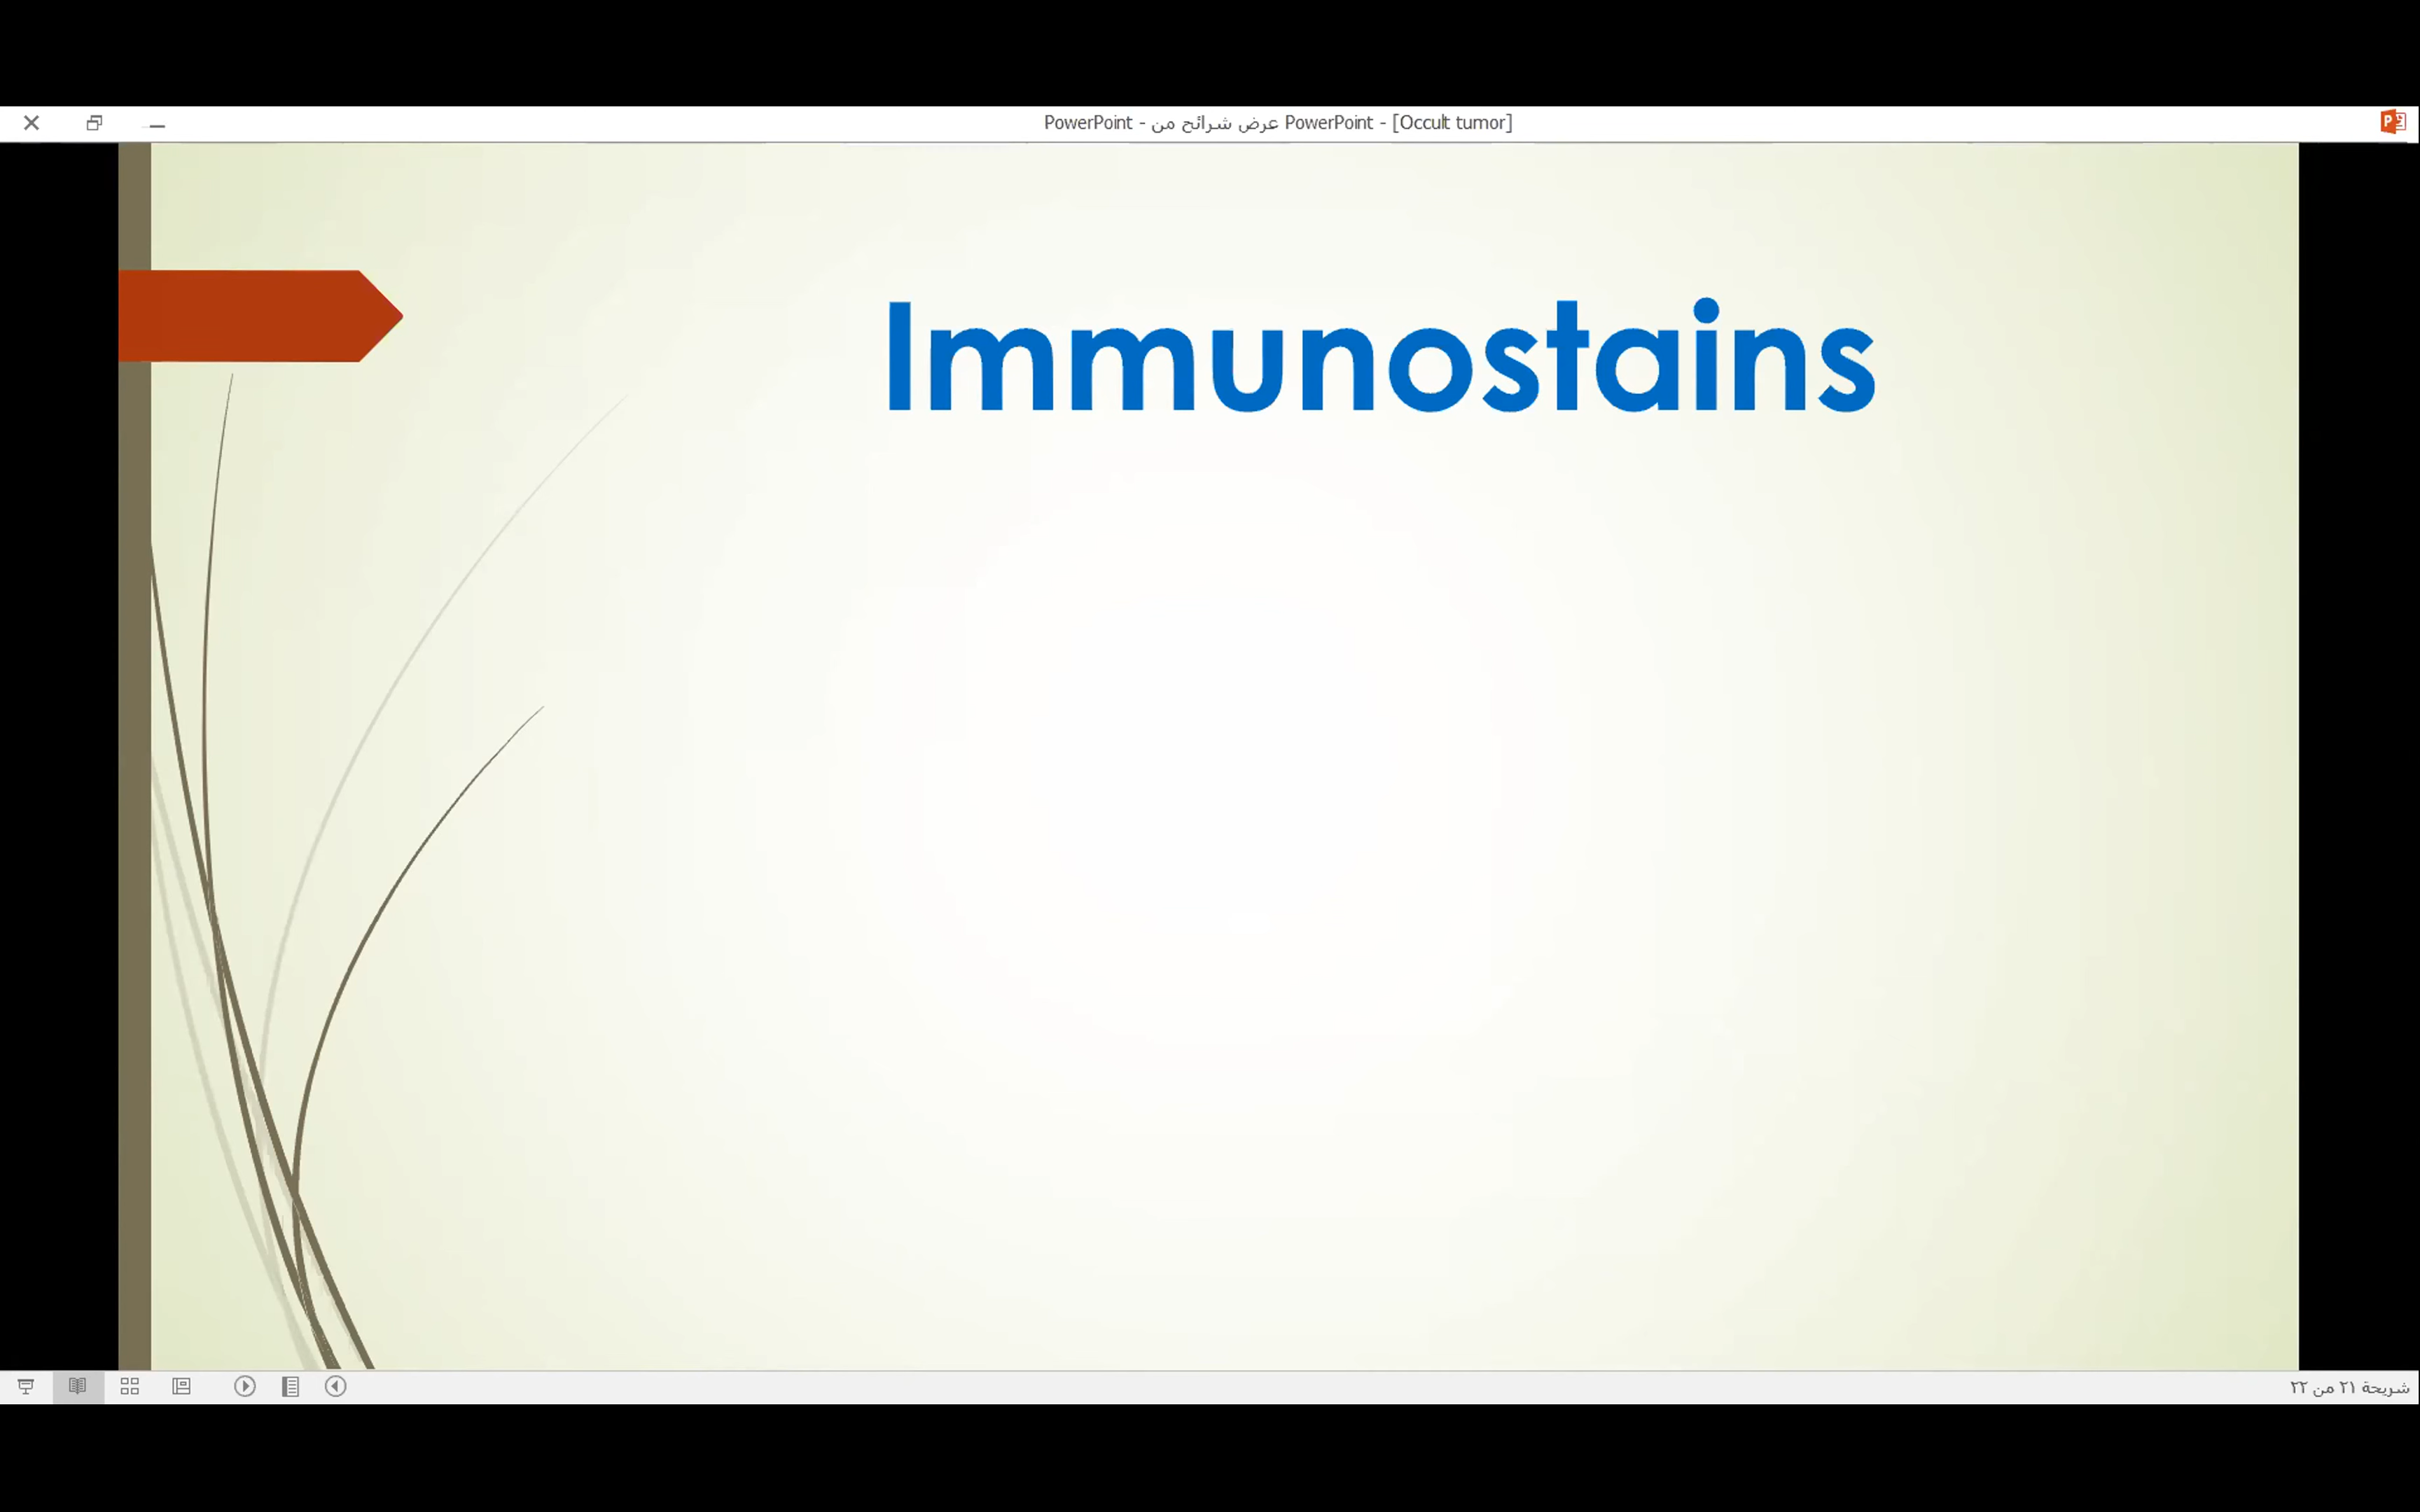 PowerPoint - عرض شرائح من PowerPoint - [Occult tumor]
Immunostains
شريحة ٢١ من ٢٢